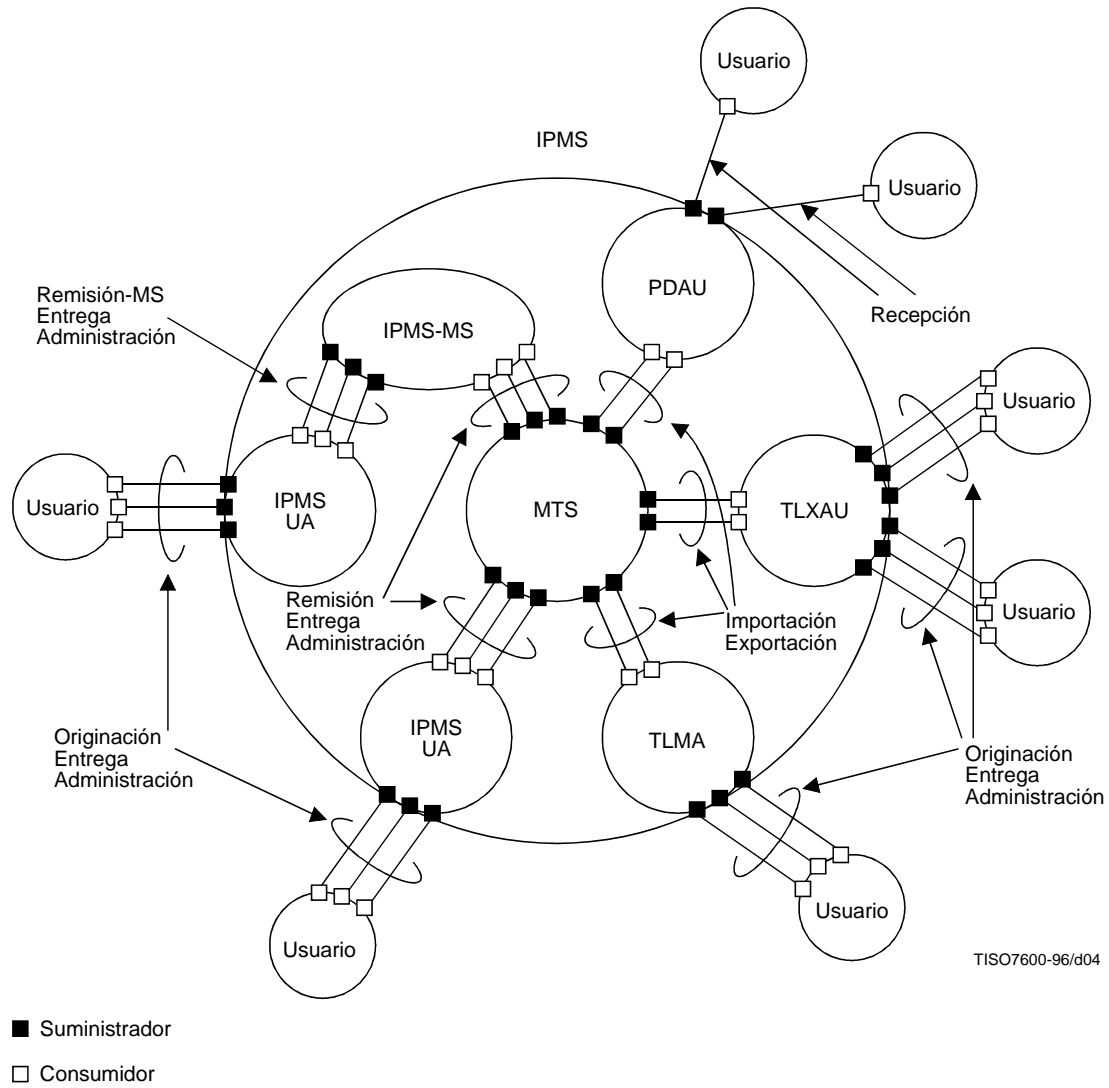 Usuario
IPMS
Usuario
PDAU
Remisión-MS
Entrega
Administración
IPMS-MS
Recepción
Usuario
Usuario
IPMS
UA
MTS
TLXAU
Remisión
Entrega
Administración
Importación
Exportación
Usuario
IPMS
UA
TLMA
Originación
Entrega
Administración
Originación
Entrega
Administración
Usuario
Usuario
TISO7600-96/d04
Suministrador
Consumidor